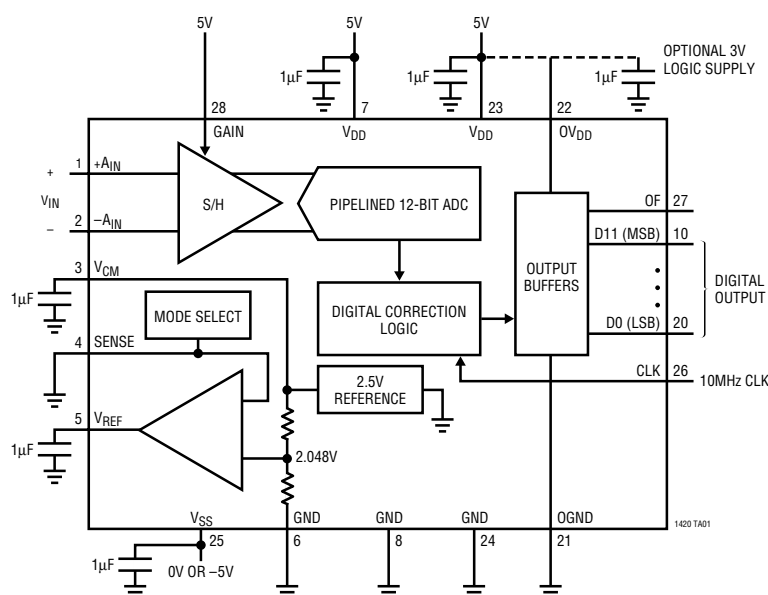 5V
5V
5V
1μF
1μF
1μF
OPTIONAL 3V
LOGIC SUPPLY
28
7
23
22
GAIN
VDD
VDD
OVDD
+
1
+AIN
VIN
S/H
PIPELINED 12-BIT ADC
–
2
–AIN
OF
27
D11 (MSB)
10
OUTPUT
BUFFERS
DIGITAL
OUTPUT
D0 (LSB)
20
3
VCM
1μF
MODE SELECT
DIGITAL CORRECTION
LOGIC
4
SENSE
CLK
26
10MHz CLK
2.5V
REFERENCE
5
VREF
1μF
2.048V
VSS
GND
GND
GND
OGND
1420 TA01
25
6
8
24
21
1μF
0V OR –5V